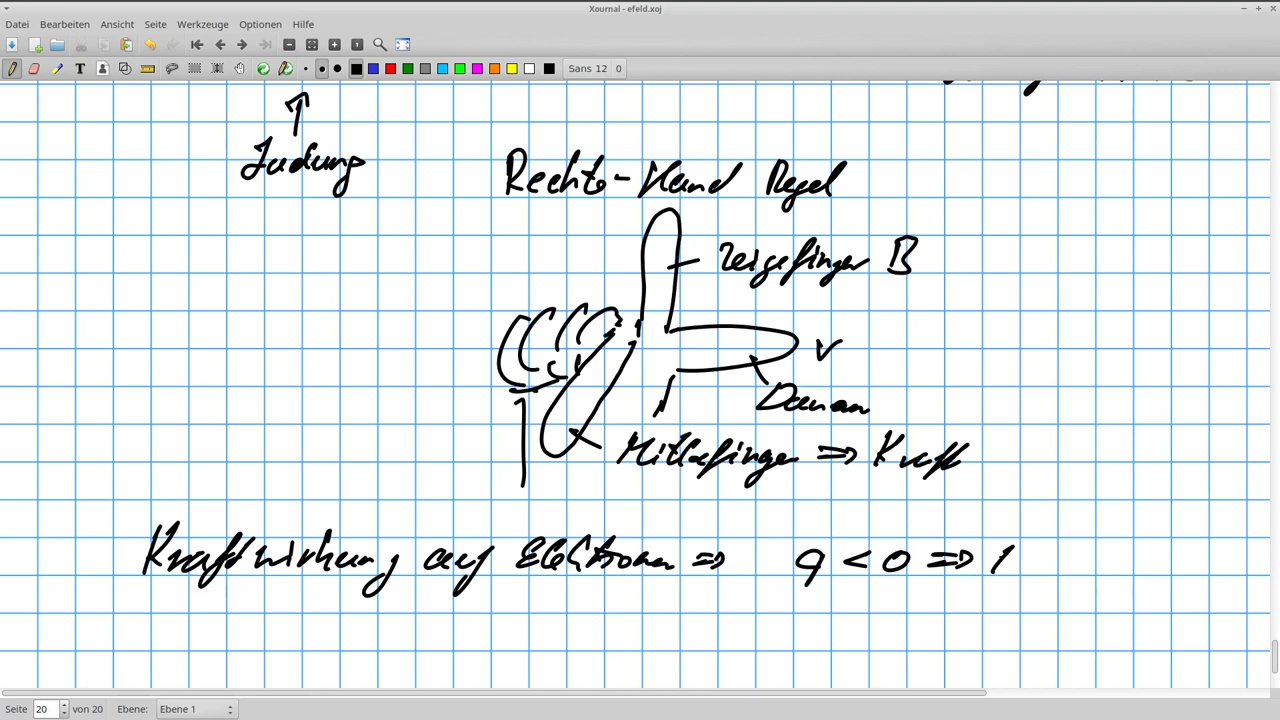 Xournal - efeld.xoj
Datei Bearbeiten Ansicht Seite Werkzeuge Optionen Hilfe
Sans 12 0
Ladung
Rechte-Hand Regel
Zeigefinger B
v
Daumen
Mittelfinger => Kraft
Kraftwirkung auf Elektronen => q < 0 =>
Seite 20 von 20 Ebene: Ebene 1